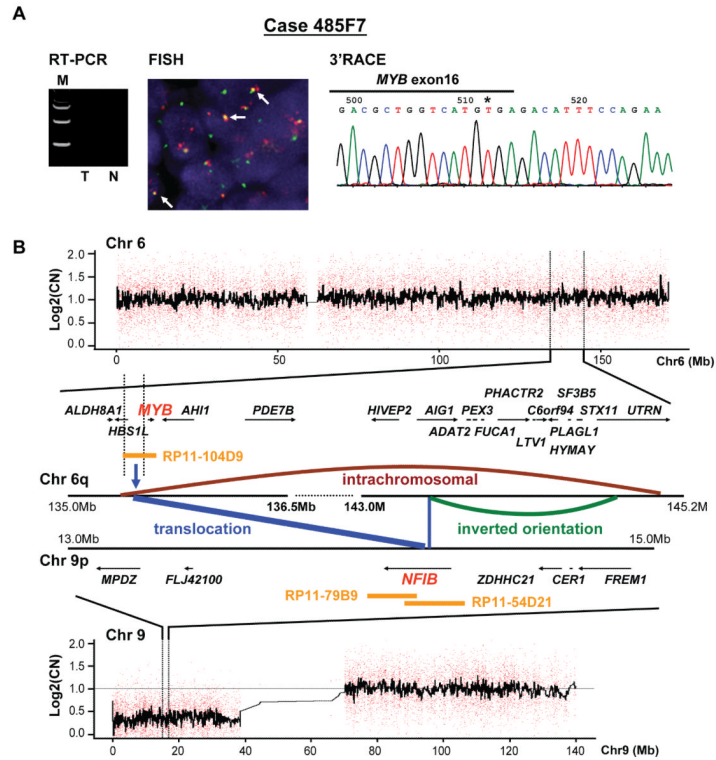 A
Case 485F7
RT-PCR FISH 3'RACE
M
MYB exon16
500 510 * 520
GACGCTGGTCATGTGAGACATTTCCAGAA
T N
B
Chr 6
Log2(CN)
2.0
1.5
1.0
0.5
0.0
0 50 100 150 Chr6 (Mb)
PHACTR2 SF3B5
ALDH8A1 MYB AHI1 PDE7B HIVEP2 AIG1 PEX3 C6orf94 STX11 UTRN
HBS1L ADAT2 FUCA1 LTV1 PLAGL1
HYMAY
RP11-104D9
Chr 6q
intrachromosomal
135.0Mb 136.5Mb 143.0M 145.2M
translocation inverted orientation
13.0Mb 15.0Mb
Chr 9p
MPDZ FLJ42100 NFIB ZDHHC21 CER1 FREM1
RP11-79B9
RP11-54D21
Chr 9
Log2(CN)
2.0
1.5
1.0
0.5
0.0
0 20 40 60 80 100 120 140 Chr9 (Mb)